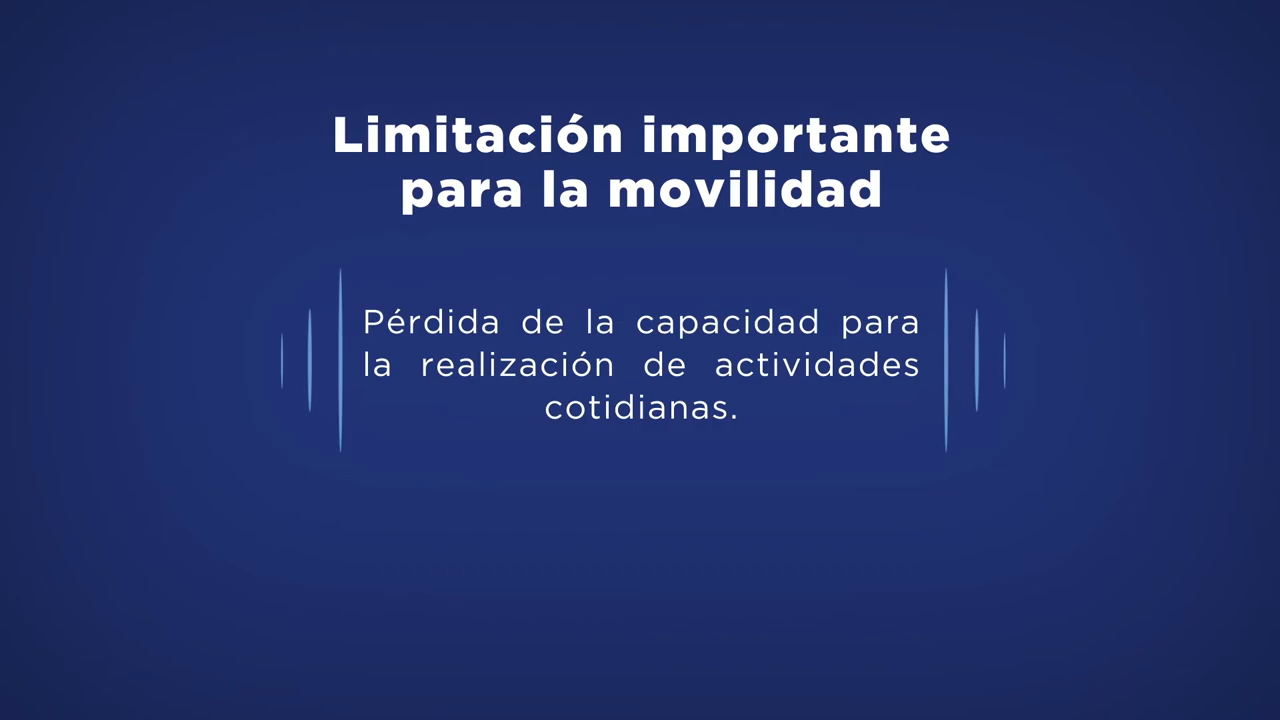 Limitación importante
para la movilidad
Pérdida de la capacidad para
la realización de actividades
cotidianas.